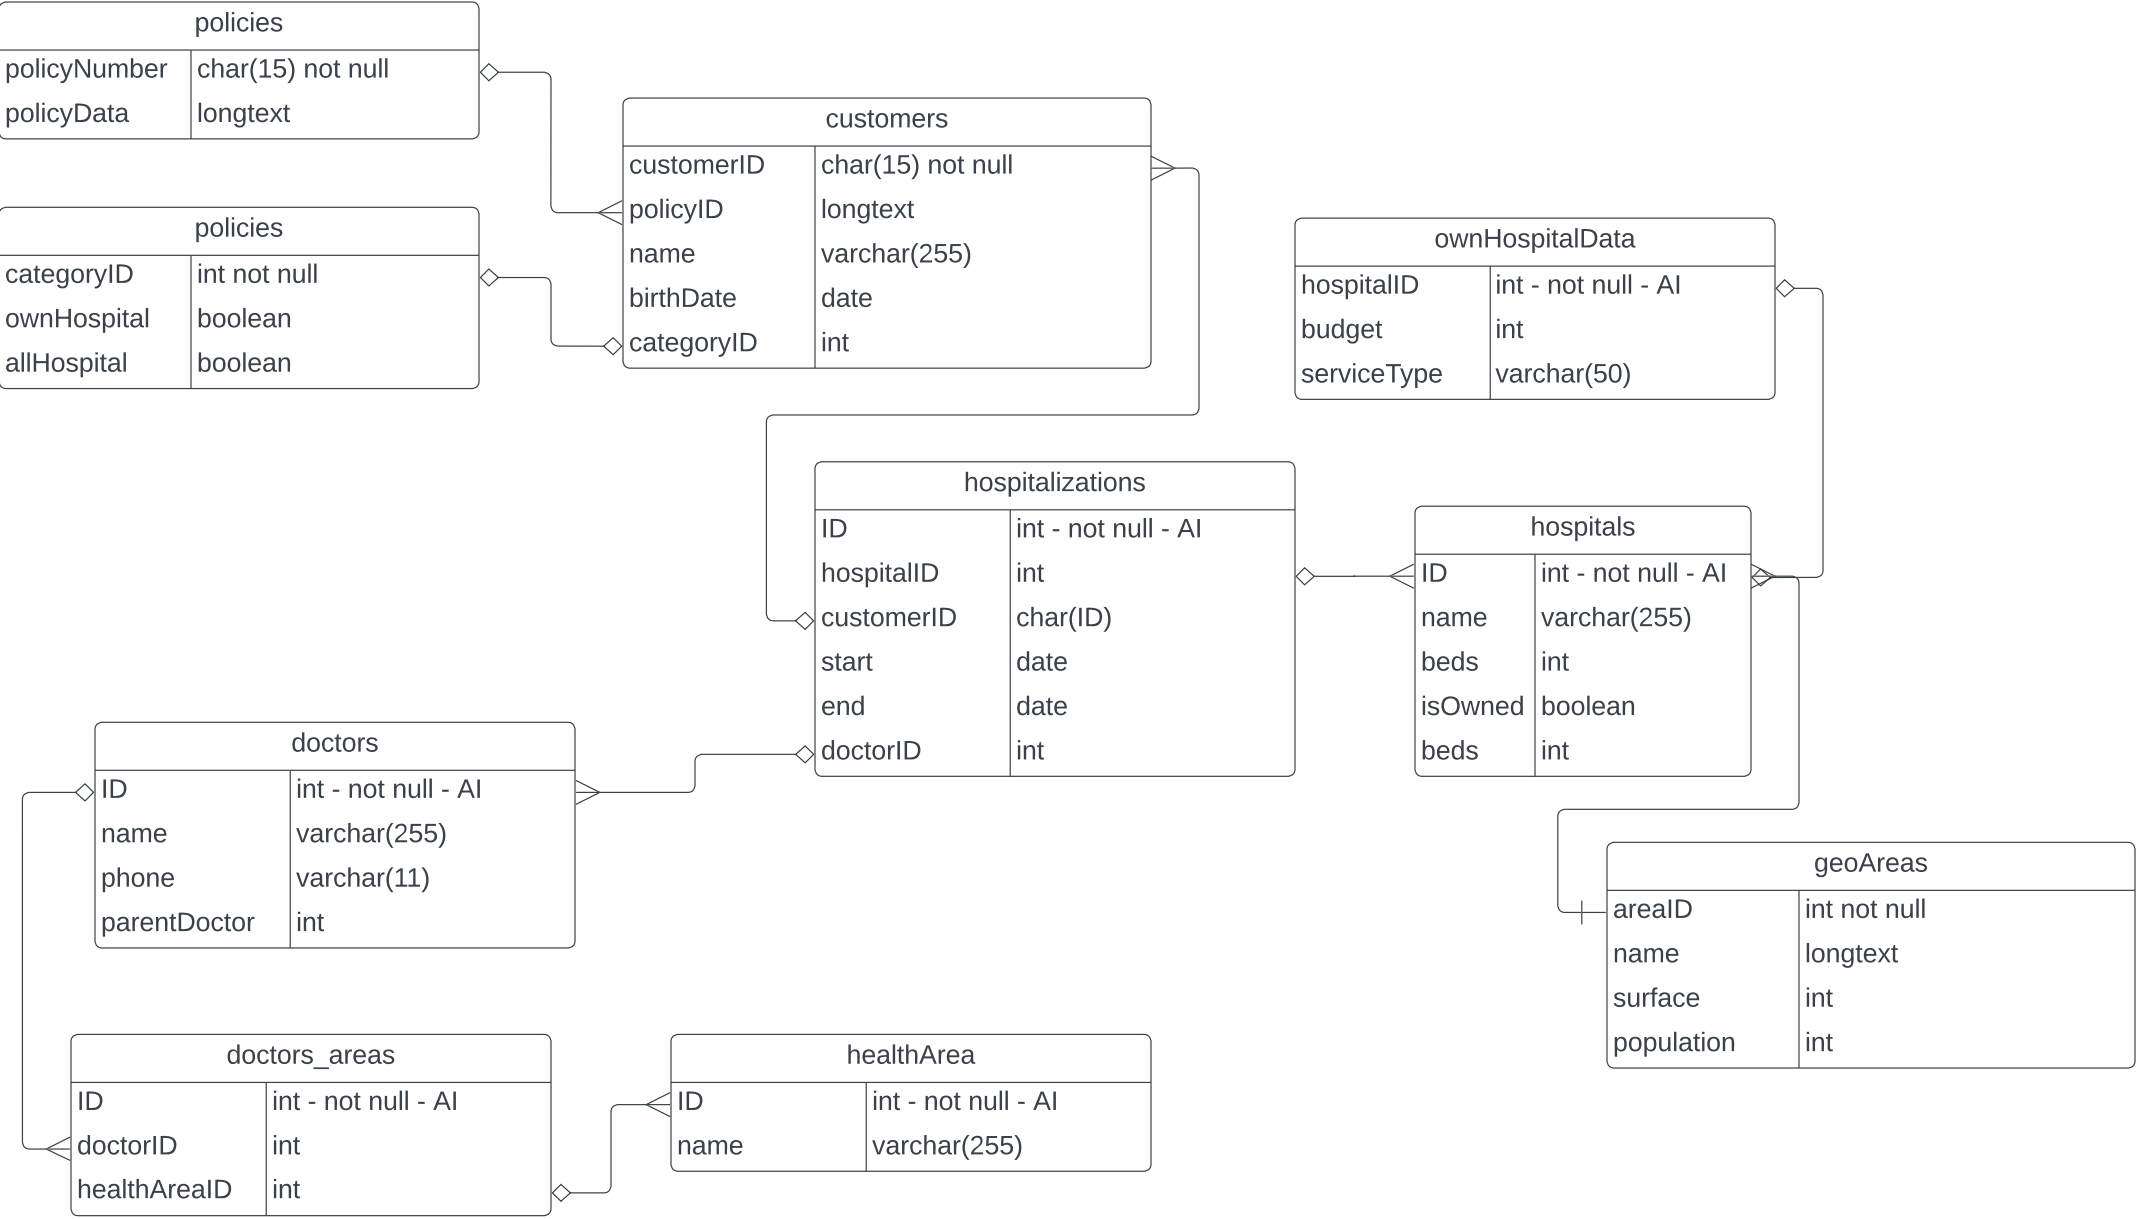 policies
policyNumber char(15) not null
policyData longtext
policies
categoryID int not null
ownHospital boolean
allHospital boolean
customers
customerID char(15) not null
policyID longtext
name varchar(255)
birthDate date
categoryID int
ownHospitalData
hospitalID int - not null - AI
budget int
serviceType varchar(50)
hospitalizations
ID int - not null - AI
hospitalID int
customerID char(ID)
start date
end date
doctorID int
hospitals
ID int - not null - AI
name varchar(255)
beds int
isOwned boolean
beds int
doctors
ID int - not null - AI
name varchar(255)
phone varchar(11)
parentDoctor int
geoAreas
areaID int not null
name longtext
surface int
population int
doctors_areas
ID int - not null - AI
doctorID int
healthAreaID int
healthArea
ID int - not null - AI
name varchar(255)